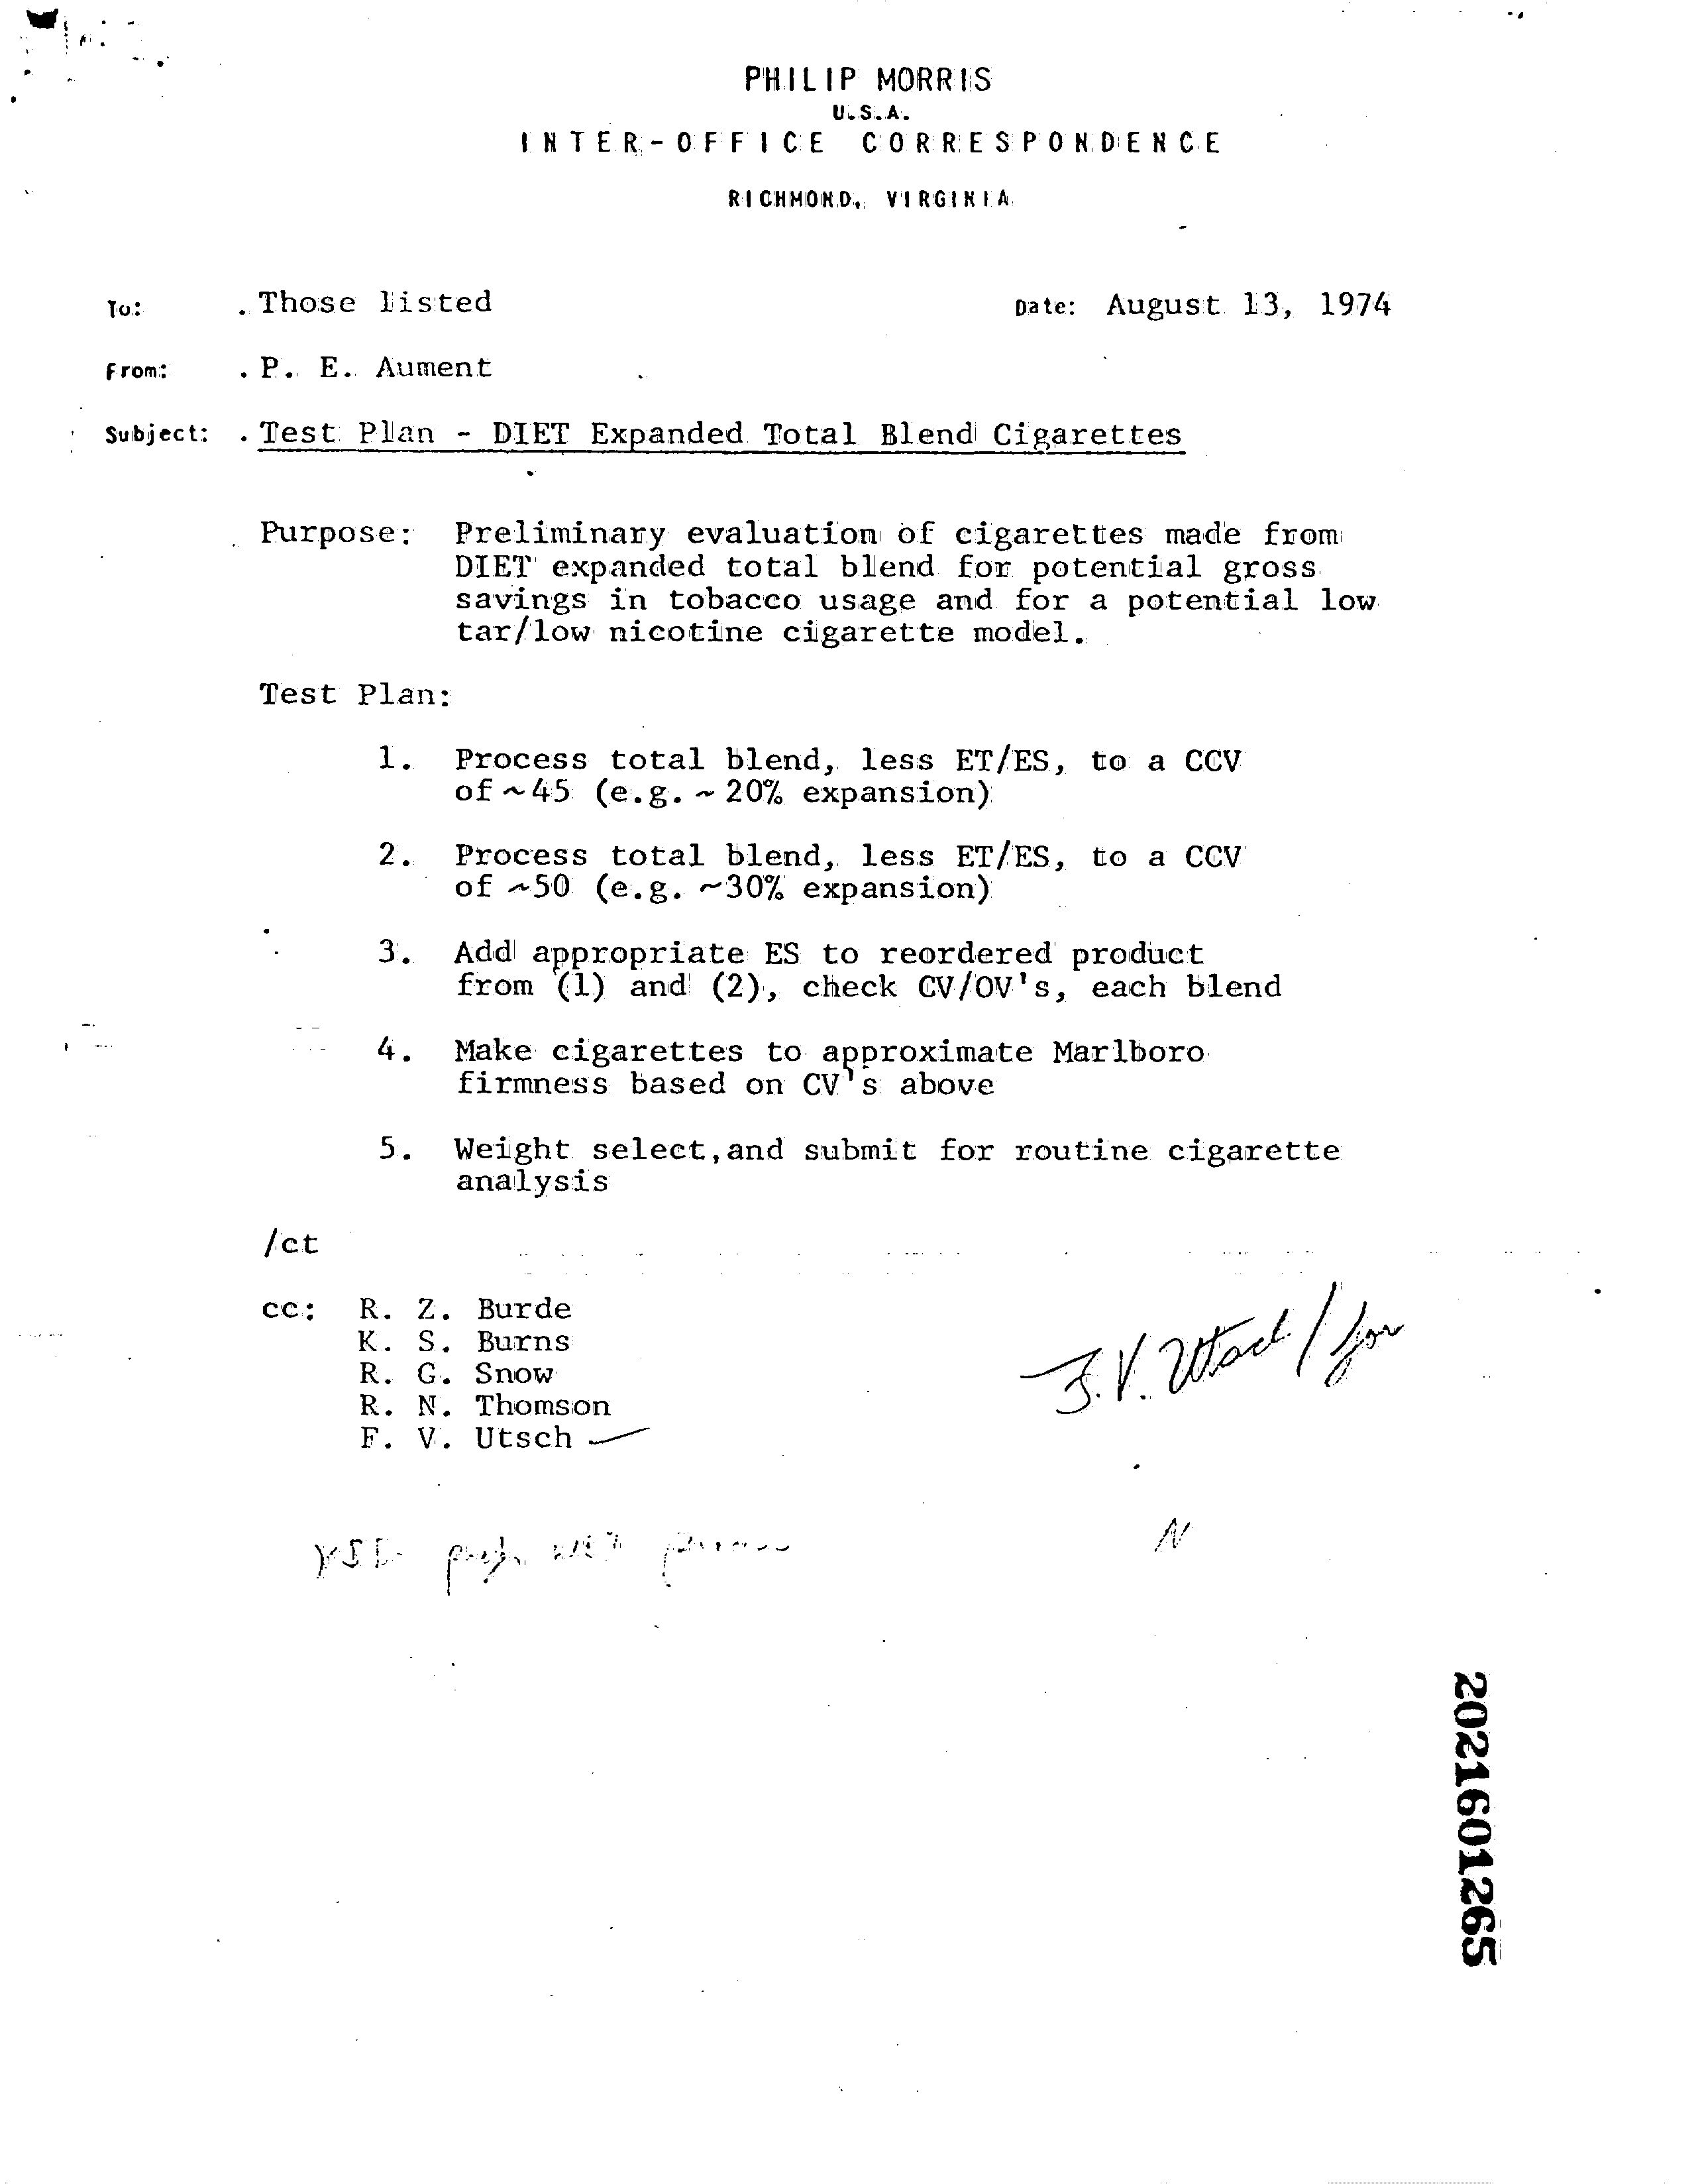 PHILIP MORRIS
U.S.A.
INTER-OFFICE CORRESPONDENCE
RICHMOND, VIRGINIA
To: . Those listed Date: August 13, 1974
From: . P. E. Aument
Subject: . Test Plan - DIET Expanded Total Blend Cigarettes
Purpose: Preliminary evaluation of cigarettes made from
DIET expanded total blend for potential gross
savings in tobacco usage and for a potential low
tar/low nicotine cigarette model.
Test Plan:
1. Process total blend, less ET/ES, to a CCV
of ~45 (e.g. ~ 20% expansion)
2. Process total blend, less ET/ES, to a CCV
of ~50 (e.g. ~30% expansion)
3. Add appropriate ES to reordered product
from (1) and (2), check CV/OV's, each blend
4. Make cigarettes to approximate Marlboro
firmness based on CV's above
5. Weight select,and submit for routine cigarette
analysis
/ct
cc: R. Z. Burde
K. S. Burns
R. G. Snow
R. N. Thomson
F. V. Utsch
F. V. Utsch /
N
2021601265